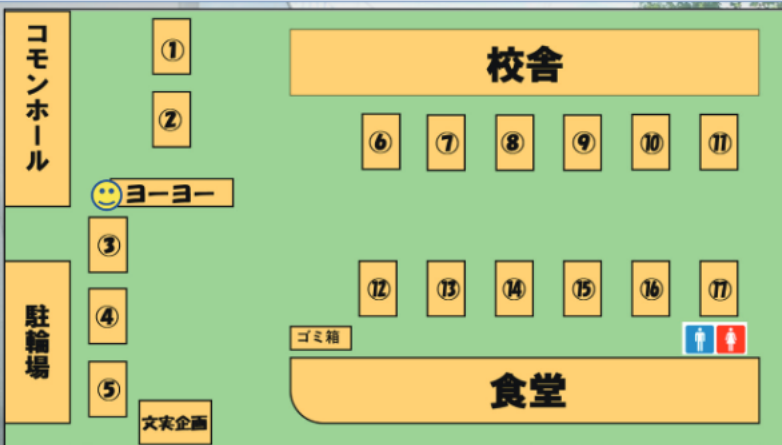 コモンホール
①
②
校舎
⑥ ⑦ ⑧ ⑨ ⑩ ⑪
ヨーヨー
③
④
⑤
駐輪場
⑫ ⑬ ⑭ ⑮ ⑯ ⑰
ゴミ箱
食堂
文実企画